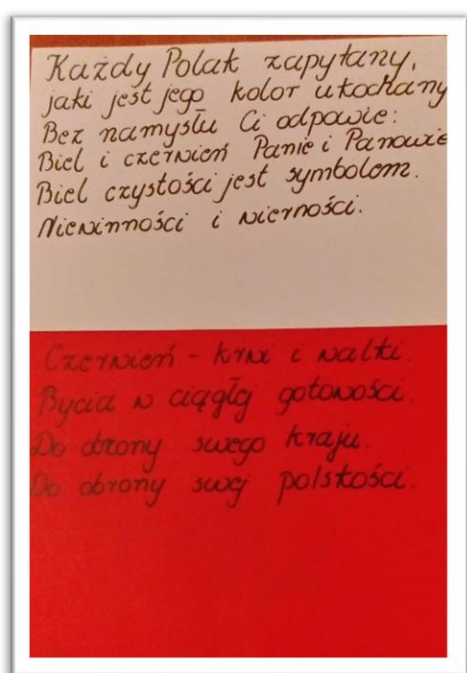 Każdy Polak zapytany,
jaki jest jego kolor ukochany
Bez namysłu Ci odpowie:
Biel i czerwień Panie i Panowie
Biel czystości jest symbolem.
Niewinności i wierności.
Czerwień - krwi i walki.
Bycia w ciągłej gotowości.
Do obrony swego kraju.
Do obrony swej polskości.